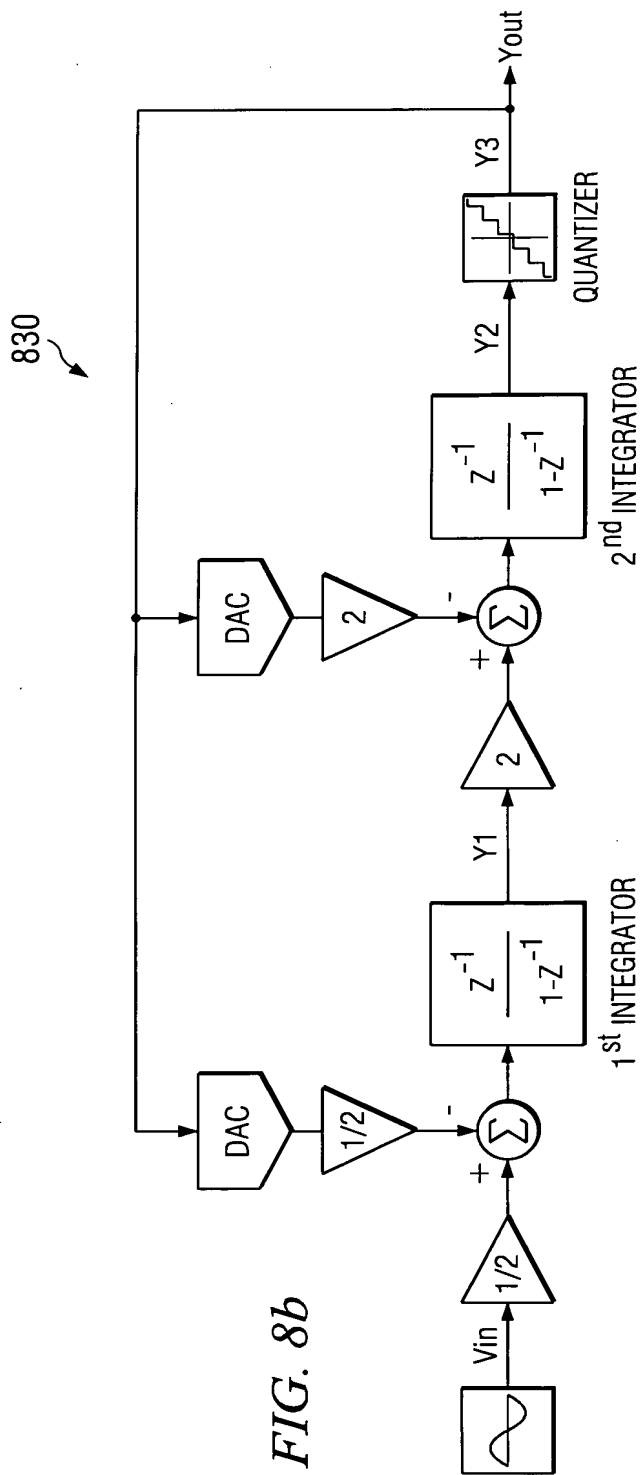 830
DAC
DAC
1/2
2
Vin
1/2
+
-
Σ
Z-1
1-Z-1
1st INTEGRATOR
Y1
2
+
-
Σ
Z-1
1-Z-1
2nd INTEGRATOR
Y2
QUANTIZER
Y3
Yout
FIG. 8b